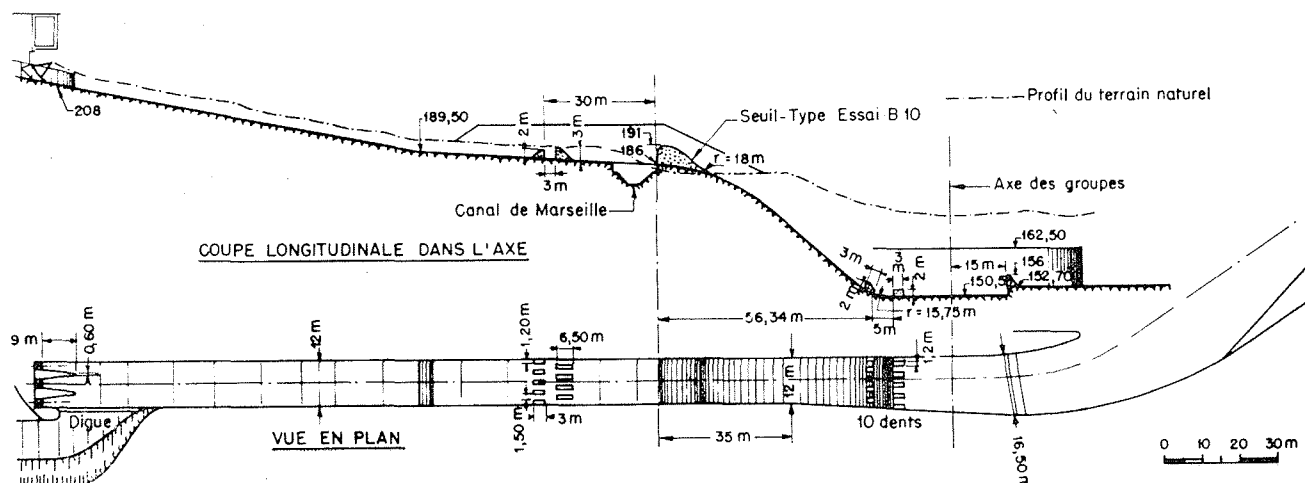 208
189,50
30 m
2 m
3 m
3 m
191
186
Seuil-Type Essai B 10
r = 18 m
Profil du terrain naturel
Axe des groupes
Canal de Marseille
COUPE LONGITUDINALE DANS L'AXE
3 m
3 m
2 m
2 m
162,50
15 m
156
152,70
150,5
r = 15,75 m
56,34 m
5 m
9 m
0,60 m
12 m
1,20 m
6,50 m
1,2 m
12 m
Digue
VUE EN PLAN
1,50 m
3 m
35 m
10 dents
16,50 m
0 10 20 30 m